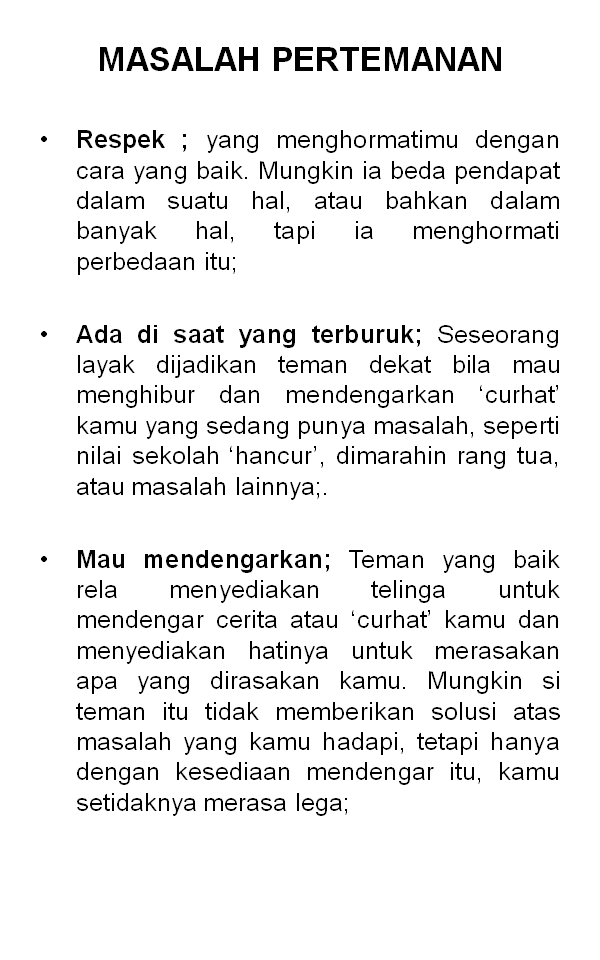 MASALAH PERTEMANAN
• Respek ; yang menghormatimu dengan
cara yang baik. Mungkin ia beda pendapat
dalam suatu hal, atau bahkan dalam
banyak hal, tapi ia menghormati
perbedaan itu;
• Ada di saat yang terburuk; Seseorang
layak dijadikan teman dekat bila mau
menghibur dan mendengarkan ‘curhat’
kamu yang sedang punya masalah, seperti
nilai sekolah ‘hancur’, dimarahin rang tua,
atau masalah lainnya;.
• Mau mendengarkan; Teman yang baik
rela menyediakan telinga untuk
mendengar cerita atau ‘curhat’ kamu dan
menyediakan hatinya untuk merasakan
apa yang dirasakan kamu. Mungkin si
teman itu tidak memberikan solusi atas
masalah yang kamu hadapi, tetapi hanya
dengan kesediaan mendengar itu, kamu
setidaknya merasa lega;